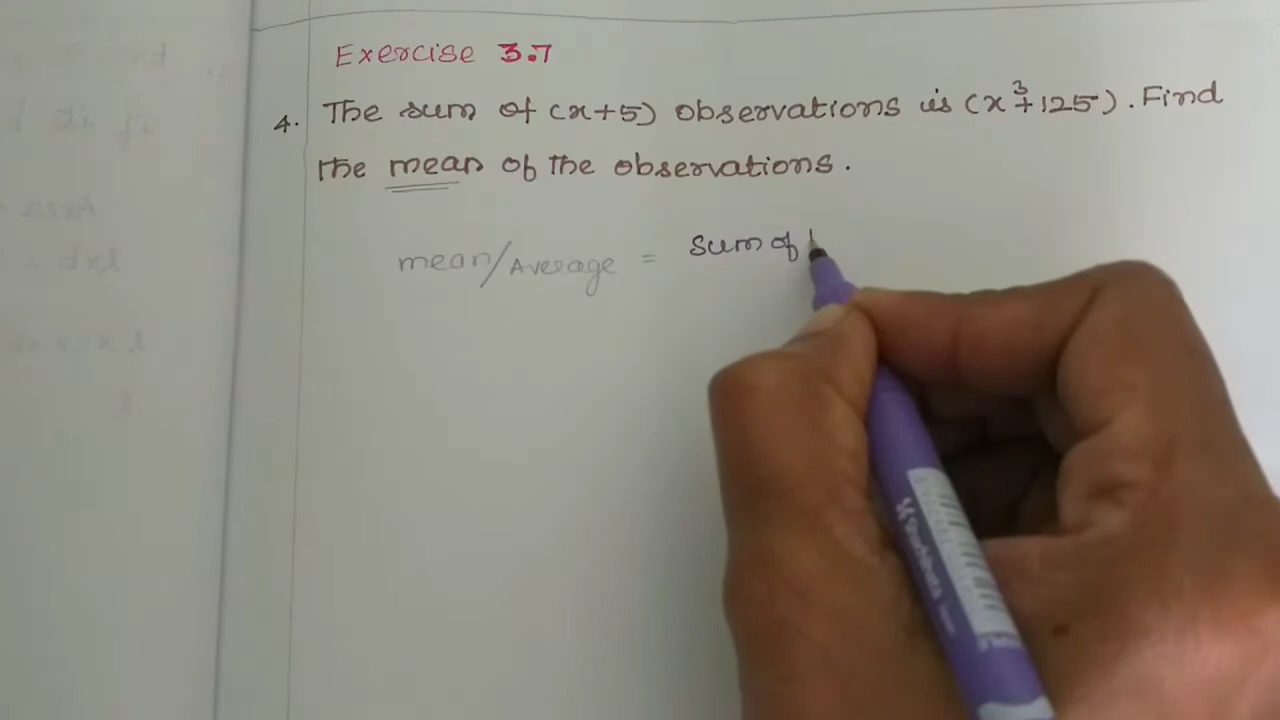 Exercise 3.7
4. The sum of (x+5) observations is (x³+125). Find
the mean of the observations.
mean/Average = sum of